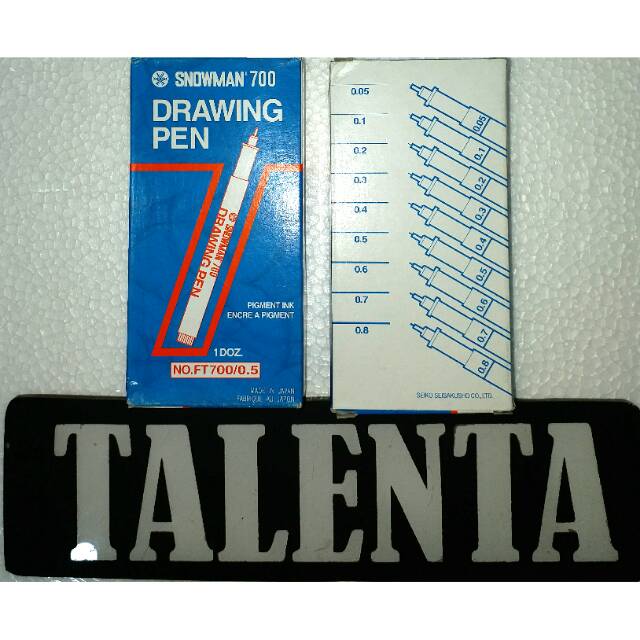 SNOWMAN® 700
DRAWING
PEN
SNOWMAN 700
DRAWING PEN
PIGMENT INK
ENCRE A PIGMENT
1 DOZ.
NO.FT700/0.5
MADE IN JAPAN
FABRIQUE AU JAPON
0.05
0.1
0.2
0.3
0.4
0.5
0.6
0.7
0.8
0.05
0.1
0.2
0.3
0.4
0.5
0.6
0.7
0.8
SEIKO SEISAKUSHO CO., LTD.
TALENTA